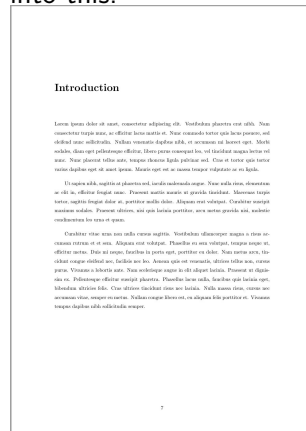 into this:
Introduction
Lorem ipsum dolor sit amet, consectetur adipiscing elit. Vestibulum pharetra erat nibh. Nam
consectetur turpis nunc, ac efficitur lacus mattis et. Nunc commodo tortor quis lacus posuere, sed
eleifend nunc sollicitudin. Nullam venenatis dapibus nibh, et accumsan mi laoreet eget. Morbi
sodales, diam eget pellentesque efficitur, libero purus consequat leo, vel tincidunt magna lectus vel
nunc. Nunc placerat tellus ante, tempus rhoncus ligula pulvinar sed. Cras et tortor quis tortor
varius dapibus eget sit amet ipsum. Mauris eget est ac massa tempor vulputate ac eu ligula.
Ut sapien nibh, sagittis at pharetra sed, iaculis malesuada augue. Nunc nulla risus, elementum
ac elit in, efficitur feugiat nunc. Praesent mattis mauris ut gravida tincidunt. Maecenas turpis
tortor, sagittis feugiat dolor at, porttitor mollis dolor. Aliquam erat volutpat. Curabitur suscipit
maximus sodales. Praesent ultrices, nisi quis lacinia porttitor, arcu metus gravida nisi, molestie
condimentum leo urna et quam.
Curabitur vitae urna non nulla cursus sagittis. Vestibulum ullamcorper magna a risus ac-
cumsan rutrum et et sem. Aliquam erat volutpat. Phasellus eu sem volutpat, tempus neque ut,
efficitur metus. Duis mi neque, faucibus in porta eget, porttitor eu dolor. Nam metus arcu, tin-
cidunt congue eleifend nec, facilisis nec leo. Aenean quis est venenatis, ultrices tellus non, cursus
purus. Vivamus a lobortis ante. Nam scelerisque augue in elit aliquet lacinia. Praesent ut dignis-
sim ex. Pellentesque efficitur suscipit pharetra. Phasellus lacus nulla, faucibus quis lacinia eget,
bibendum ultricies felis. Cras ultrices tincidunt risus nec lacinia. Nulla massa risus, cursus nec
accumsan vitae, semper eu metus. Nullam congue libero est, eu aliquam felis porttitor et. Vivamus
tempus dapibus nibh sollicitudin semper.
7